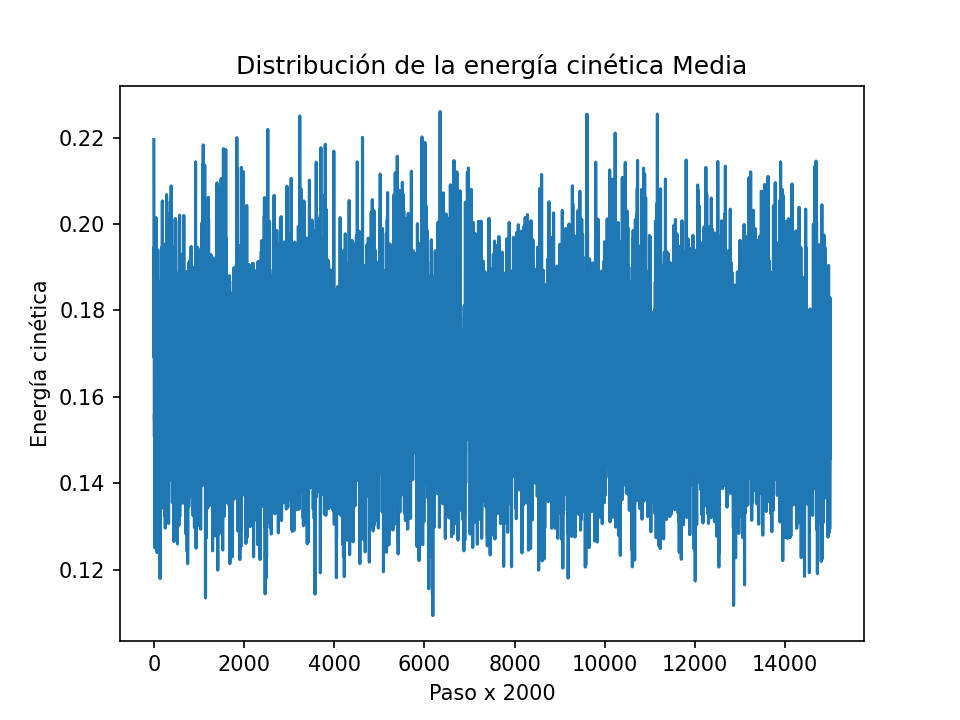 Distribución de la energía cinética Media
Energía cinética
0.22
0.20
0.18
0.16
0.14
0.12
0 2000 4000 6000 8000 10000 12000 14000
Paso x 2000